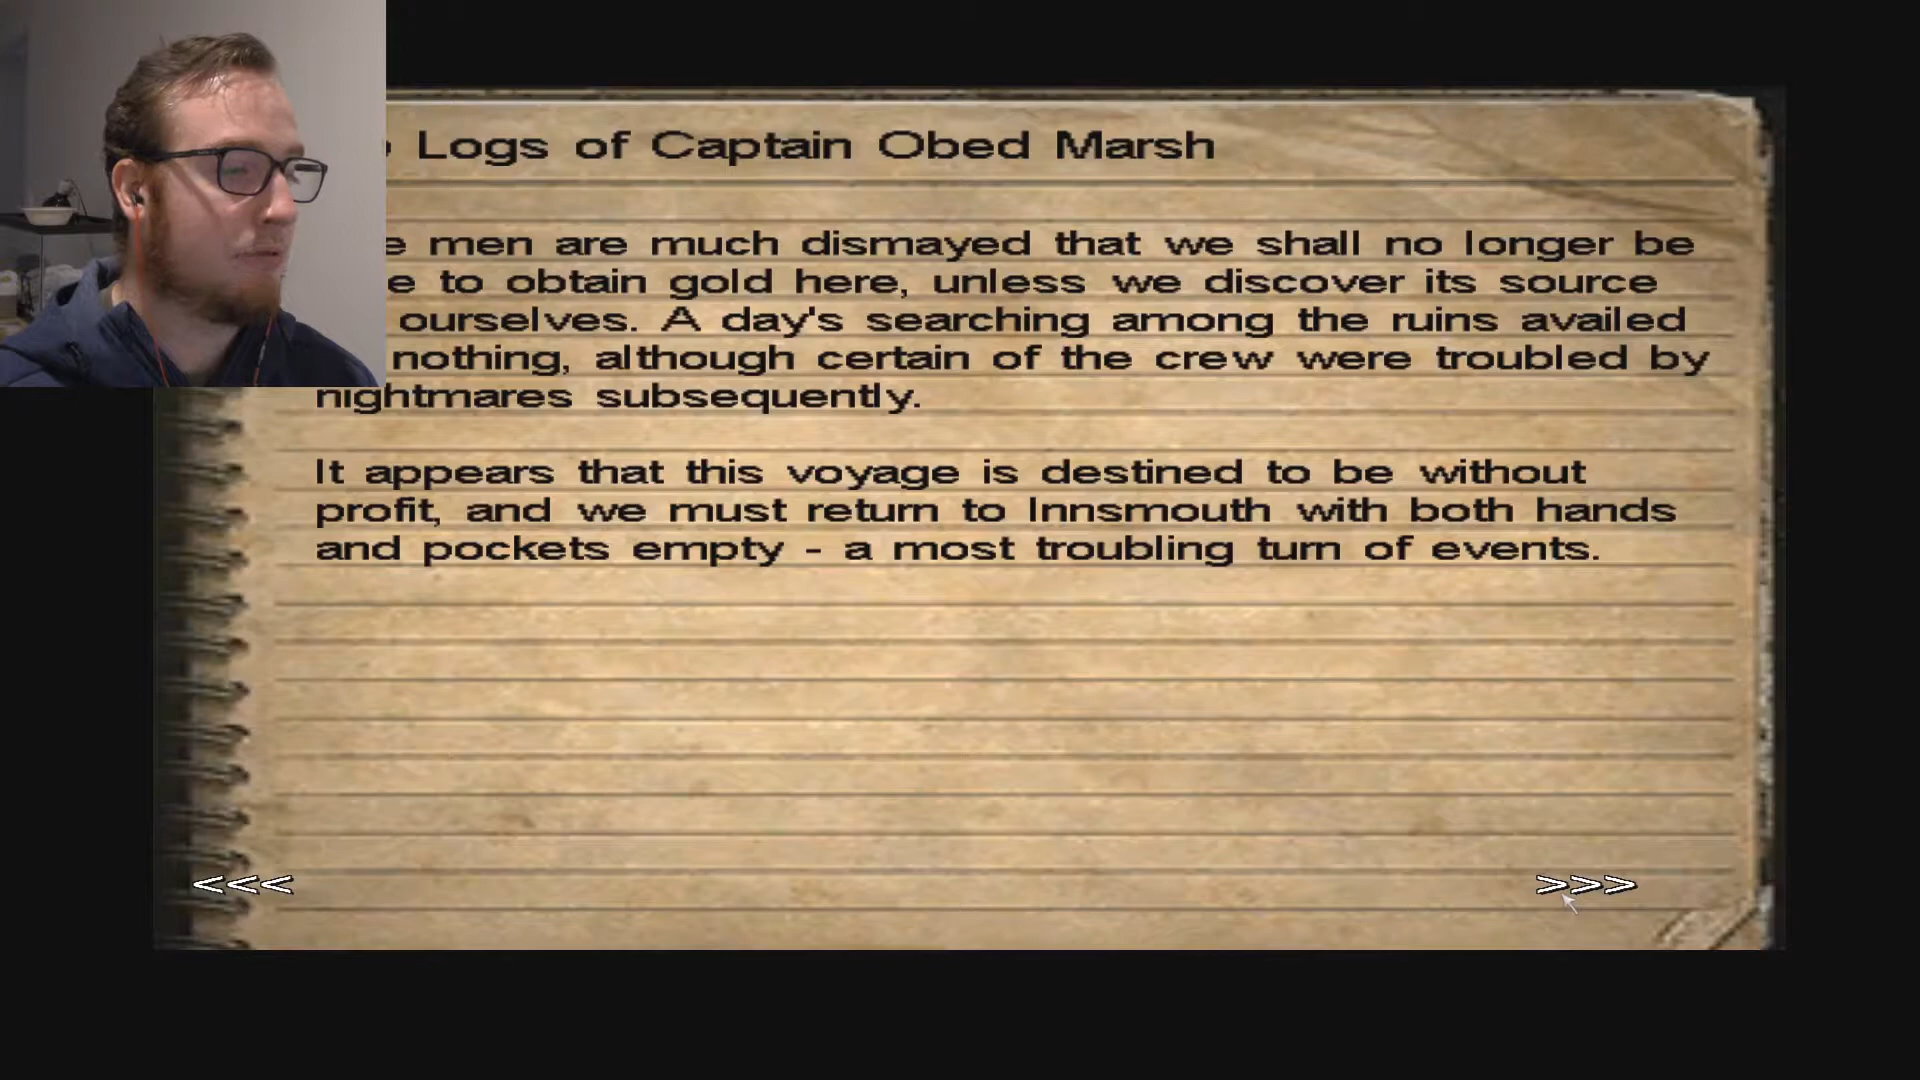 Logs of Captain Obed Marsh
men are much dismayed that we shall no longer be
to obtain gold here, unless we discover its source
ourselves. A day's searching among the ruins availed
nothing, although certain of the crew were troubled by
nightmares subsequently.
It appears that this voyage is destined to be without
profit, and we must return to Innsmouth with both hands
and pockets empty - a most troubling turn of events.
<<< >>>